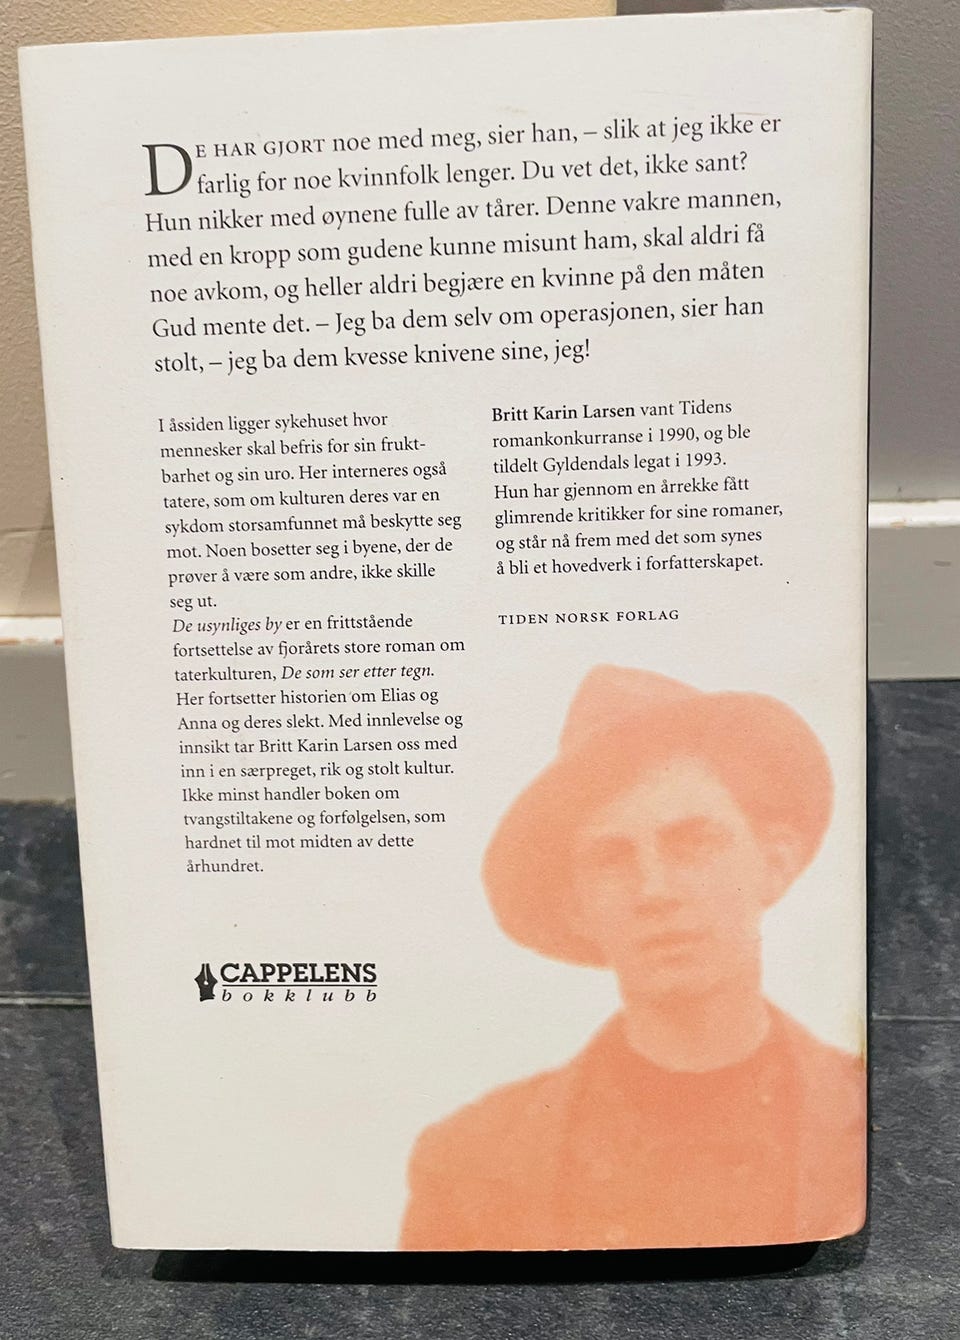 DE HAR GJORT noe med meg, sier han, – slik at jeg ikke er
farlig for noe kvinnfolk lenger. Du vet det, ikke sant?
Hun nikker med øynene fulle av tårer. Denne vakre mannen,
med en kropp som gudene kunne misunt ham, skal aldri få
noe avkom, og heller aldri begjære en kvinne på den måten
Gud mente det. – Jeg ba dem selv om operasjonen, sier han
stolt, – jeg ba dem kvesse knivene sine, jeg!
I åssiden ligger sykehuset hvor
mennesker skal befris for sin frukt-
barhet og sin uro. Her interneres også
tatere, som om kulturen deres var en
sykdom storsamfunnet må beskytte seg
mot. Noen bosetter seg i byene, der de
prøver å være som andre, ikke skille
seg ut.
De usynliges by er en frittstående
fortsettelse av fjorårets store roman om
taterkulturen, De som ser etter tegn.
Her fortsetter historien om Elias og
Anna og deres slekt. Med innlevelse og
innsikt tar Britt Karin Larsen oss med
inn i en særpreget, rik og stolt kultur.
Ikke minst handler boken om
tvangstiltakene og forfølgelsen, som
hardnet til mot midten av dette
århundret.
Britt Karin Larsen vant Tidens
romankonkurranse i 1990, og ble
tildelt Gyldendals legat i 1993.
Hun har gjennom en årrekke fått
glimrende kritikker for sine romaner,
og står nå frem med det som synes
å bli et hovedverk i forfatterskapet.
TIDEN NORSK FORLAG
CAPPELENS
bokklubb